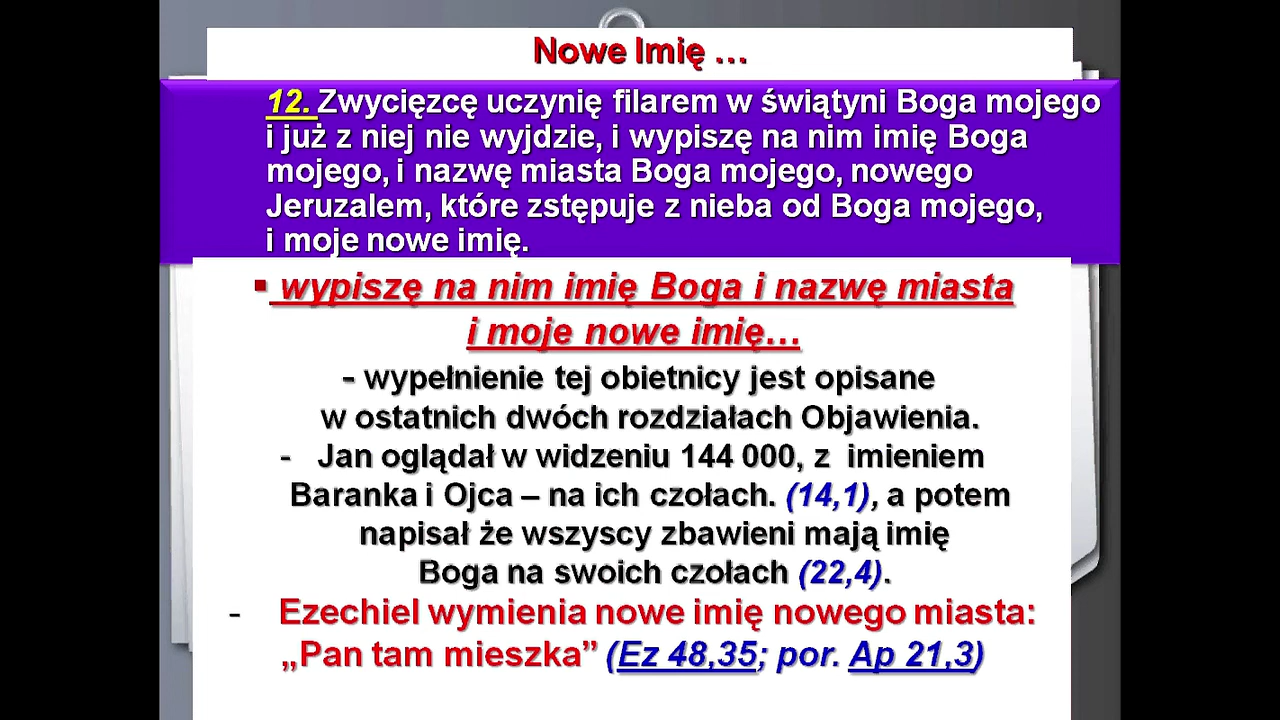 Nowe Imię ...
12. Zwycięzcę uczynię filarem w świątyni Boga mojego
i już z niej nie wyjdzie, i wypiszę na nim imię Boga
mojego, i nazwę miasta Boga mojego, nowego
Jeruzalem, które zstępuje z nieba od Boga mojego,
i moje nowe imię.
▪ wypiszę na nim imię Boga i nazwę miasta
i moje nowe imię...
- wypełnienie tej obietnicy jest opisane
w ostatnich dwóch rozdziałach Objawienia.
- Jan oglądał w widzeniu 144 000, z imieniem
Baranka i Ojca – na ich czołach. (14,1), a potem
napisał że wszyscy zbawieni mają imię
Boga na swoich czołach (22,4).
- Ezechiel wymienia nowe imię nowego miasta:
„Pan tam mieszka” (Ez 48,35; por. Ap 21,3)